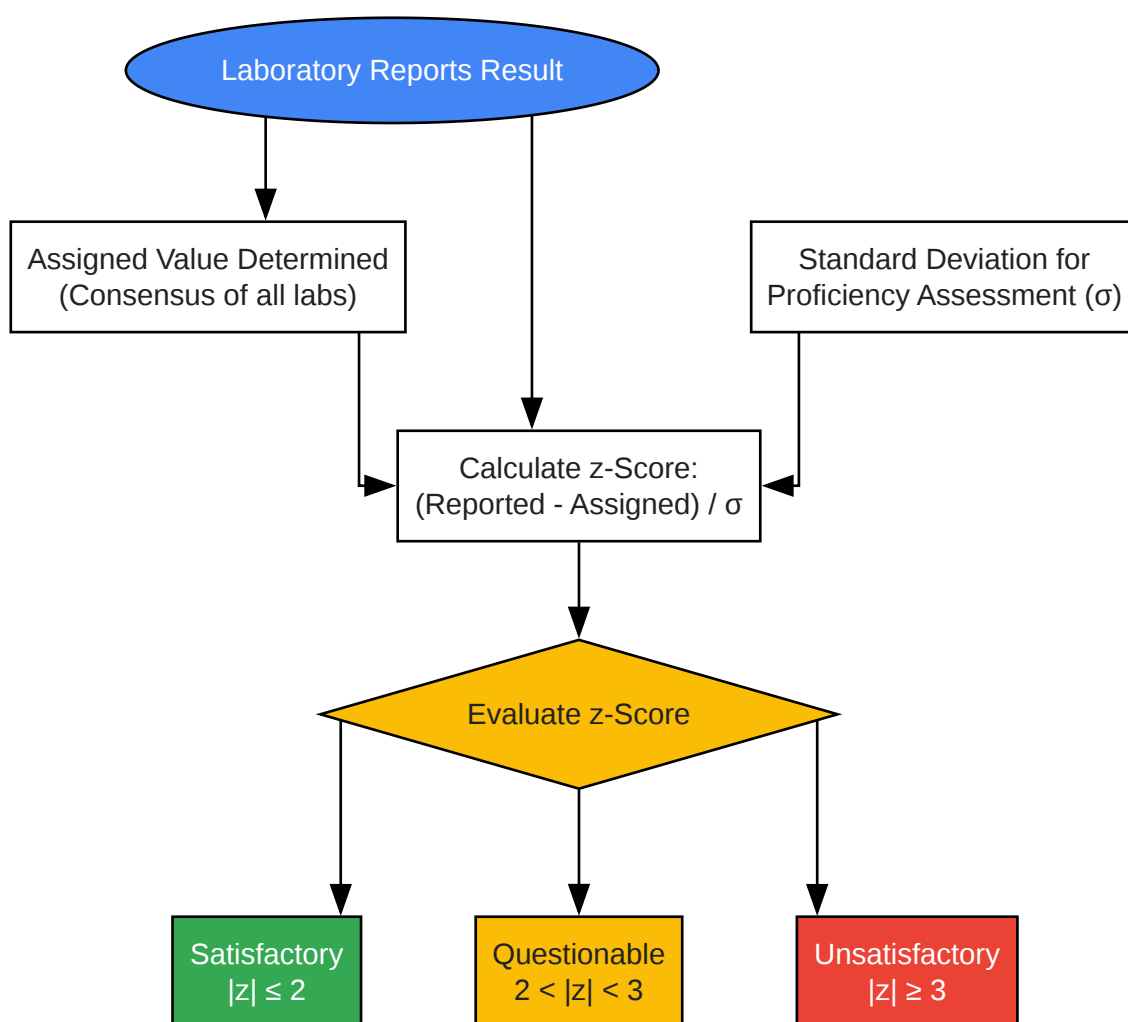 Laboratory Reports Result
Assigned Value Determined
(Consensus of all labs)
Standard Deviation for
Proficiency Assessment (σ)
Calculate z-Score:
(Reported - Assigned) / σ
Evaluate z-Score
Satisfactory
|z| ≤ 2
Questionable
2 < |z| < 3
Unsatisfactory
|z| ≥ 3